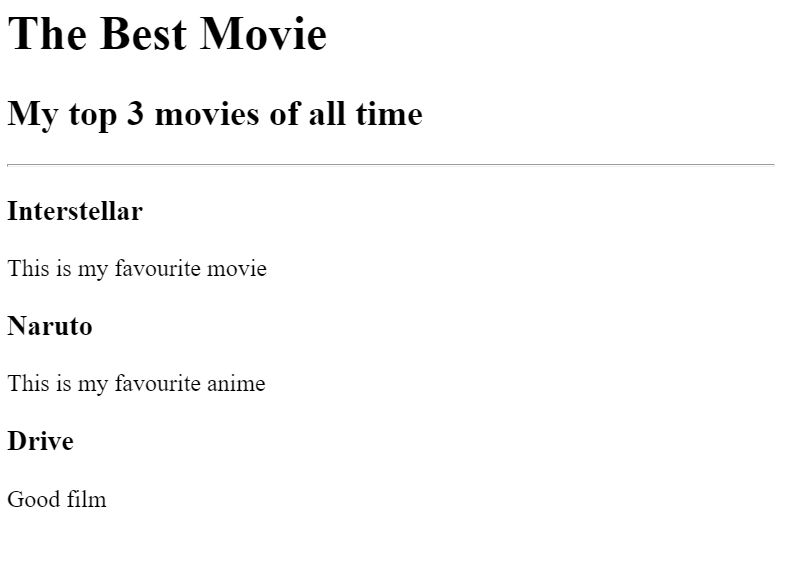 The Best Movie
My top 3 movies of all time
Interstellar
This is my favourite movie
Naruto
This is my favourite anime
Drive
Good film